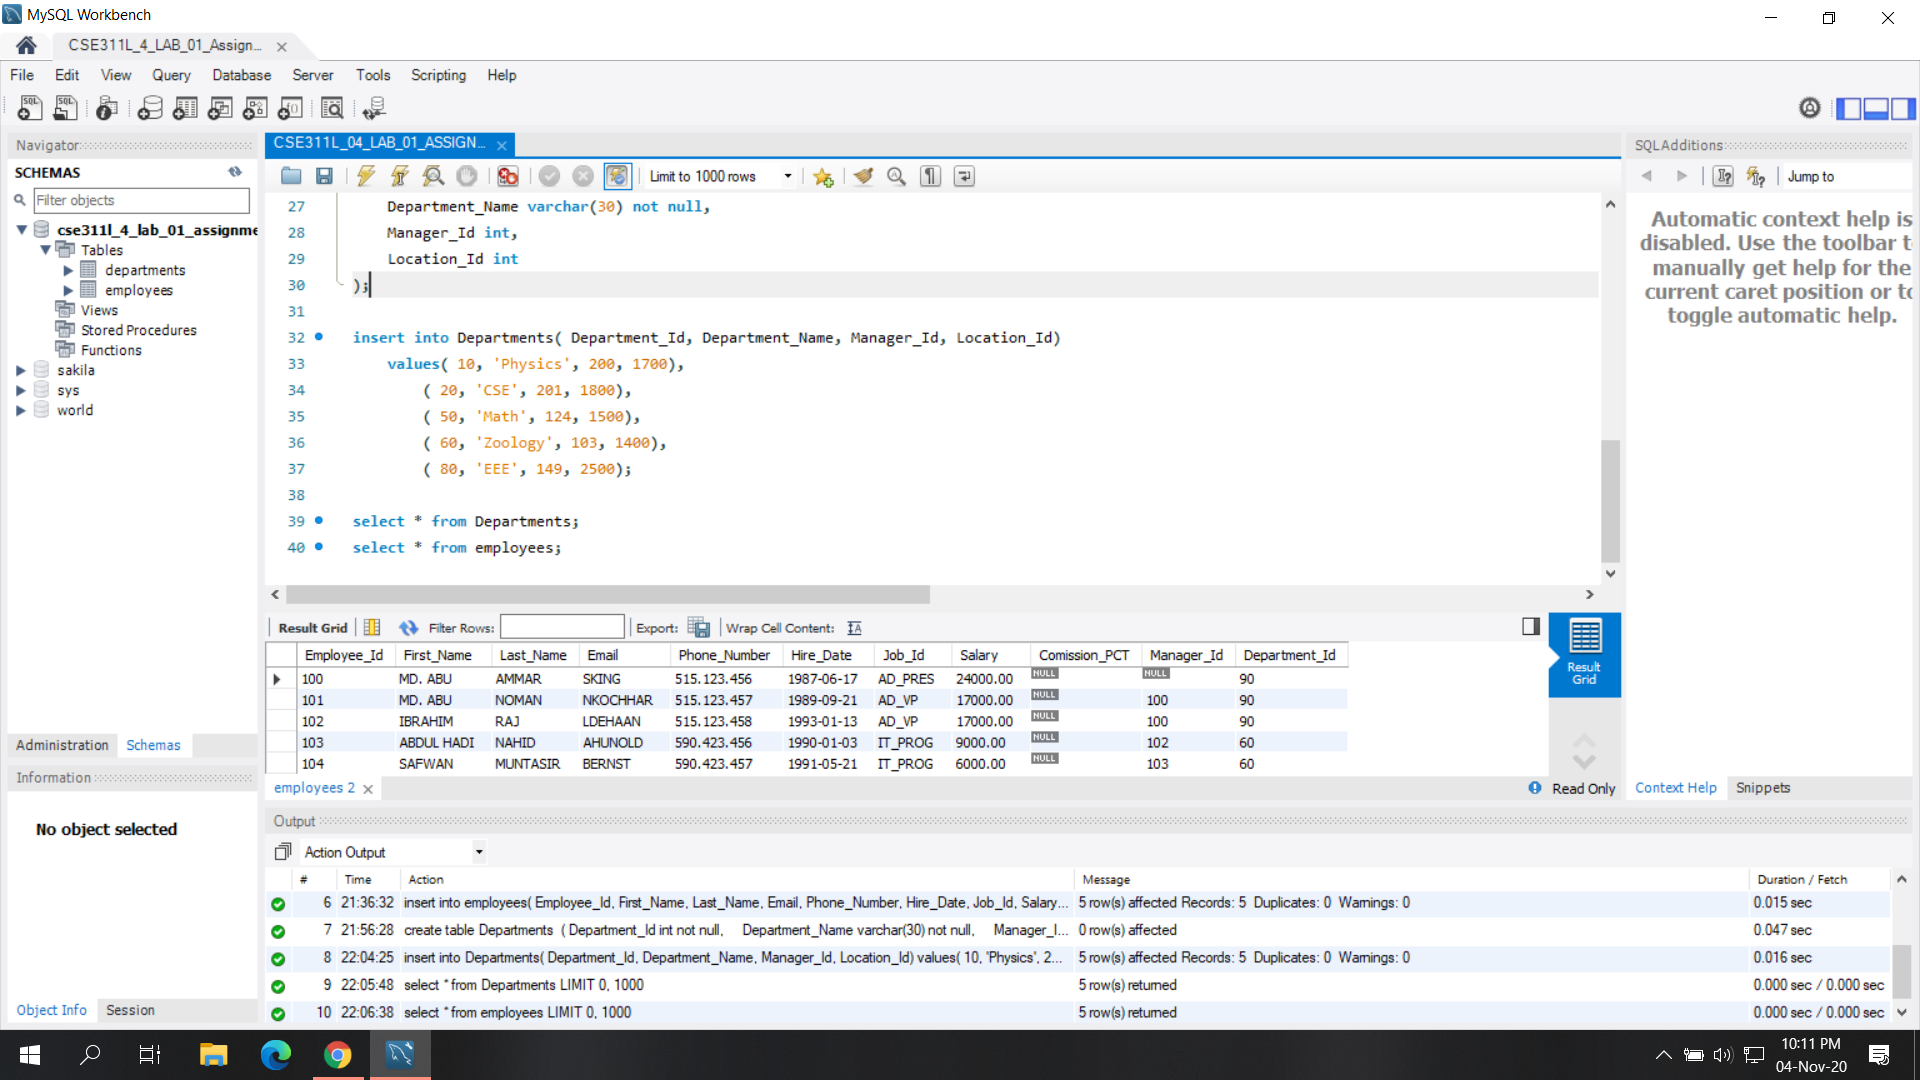 MySQL Workbench
CSE311L_4_LAB_01_Assign...
File Edit View Query Database Server Tools Scripting Help
Navigator
SCHEMAS
Filter objects
cse311l_4_lab_01_assignme
Tables
departments
employees
Views
Stored Procedures
Functions
sakila
sys
world
Administration Schemas
Information
No object selected
Object Info Session
CSE311L_04_LAB_01_ASSIGN...
Limit to 1000 rows
27 Department_Name varchar(30) not null,
28 Manager_Id int,
29 Location_Id int
30 );
31
32 insert into Departments( Department_Id, Department_Name, Manager_Id, Location_Id)
33 values( 10, 'Physics', 200, 1700),
34 ( 20, 'CSE', 201, 1800),
35 ( 50, 'Math', 124, 1500),
36 ( 60, 'Zoology', 103, 1400),
37 ( 80, 'EEE', 149, 2500);
38
39 select * from Departments;
40 select * from employees;
Result Grid Filter Rows: Export: Wrap Cell Content:
Employee_Id First_Name Last_Name Email Phone_Number Hire_Date Job_Id Salary Comission_PCT Manager_Id Department_Id
100 MD. ABU AMMAR SKING 515.123.456 1987-06-17 AD_PRES 24000.00 NULL NULL 90
101 MD. ABU NOMAN NKOCHHAR 515.123.457 1989-09-21 AD_VP 17000.00 NULL 100 90
102 IBRAHIM RAJ LDEHAAN 515.123.458 1993-01-13 AD_VP 17000.00 NULL 100 90
103 ABDUL HADI NAHID AHUNOLD 590.423.456 1990-01-03 IT_PROG 9000.00 NULL 102 60
104 SAFWAN MUNTASIR BERNST 590.423.457 1991-05-21 IT_PROG 6000.00 NULL 103 60
Result
Grid
employees 2
Read Only
SQLAdditions
Jump to
Automatic context help is
disabled. Use the toolbar t
manually get help for the
current caret position or to
toggle automatic help.
Context Help Snippets
Output
Action Output
# Time Action Message Duration / Fetch
6 21:36:32 insert into employees( Employee_Id, First_Name, Last_Name, Email, Phone_Number, Hire_Date, Job_Id, Salary... 5 row(s) affected Records: 5 Duplicates: 0 Warnings: 0 0.015 sec
7 21:56:28 create table Departments ( Department_Id int not null, Department_Name varchar(30) not null, Manager_I... 0 row(s) affected 0.047 sec
8 22:04:25 insert into Departments( Department_Id, Department_Name, Manager_Id, Location_Id) values( 10, 'Physics', 2... 5 row(s) affected Records: 5 Duplicates: 0 Warnings: 0 0.016 sec
9 22:05:48 select * from Departments LIMIT 0, 1000 5 row(s) returned 0.000 sec / 0.000 sec
10 22:06:38 select * from employees LIMIT 0, 1000 5 row(s) returned 0.000 sec / 0.000 sec
10:11 PM
04-Nov-20